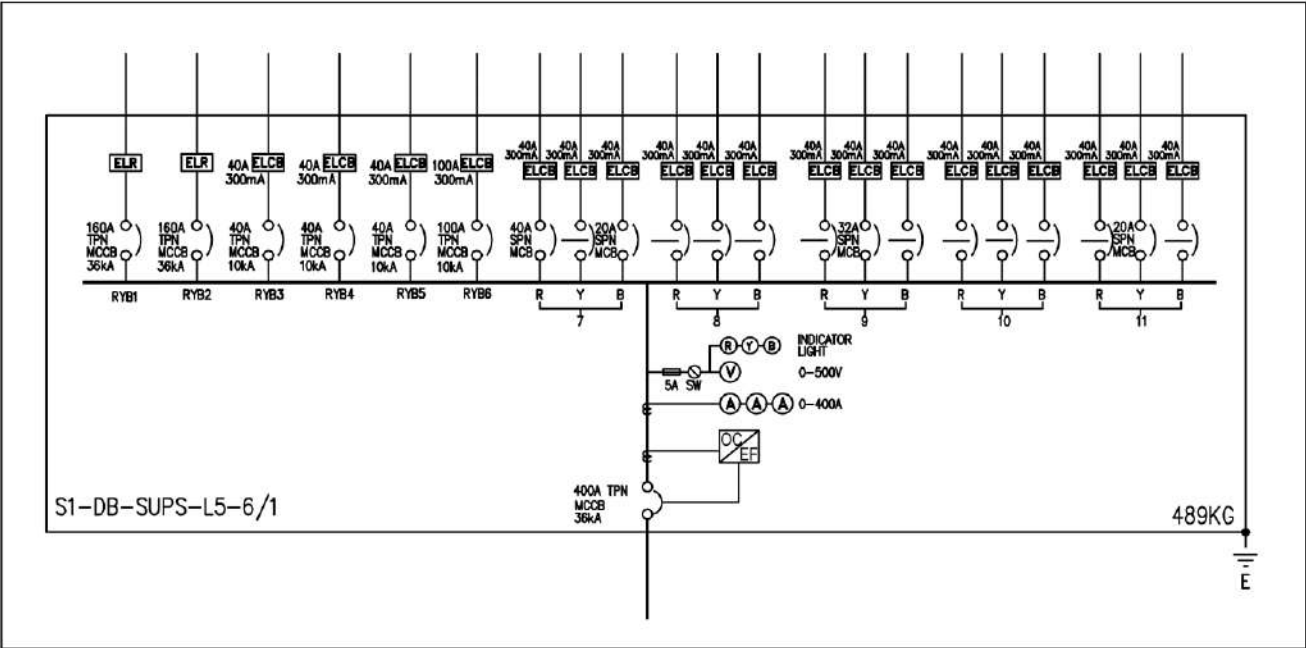 ELR
ELR
40A ELCB
300mA
40A ELCB
300mA
40A ELCB
300mA
100A ELCB
300mA
40A
300mA
ELCB
40A
300mA
ELCB
40A
300mA
ELCB
40A
300mA
ELCB
40A
300mA
ELCB
40A
300mA
ELCB
40A
300mA
ELCB
40A
300mA
ELCB
40A
300mA
ELCB
40A
300mA
ELCB
40A
300mA
ELCB
40A
300mA
ELCB
40A
300mA
ELCB
40A
300mA
ELCB
40A
300mA
ELCB
160A
TPN
MCCB
36kA
160A
TPN
MCCB
36kA
40A
TPN
MCCB
10kA
40A
TPN
MCCB
10kA
40A
TPN
MCCB
10kA
100A
TPN
MCCB
10kA
40A
SPN
MCB
20A
SPN
MCB
32A
SPN
MCB
20A
SPN
MCB
RYB1 RYB2 RYB3 RYB4 RYB5 RYB6 R Y B R Y B R Y B R Y B R Y B
7 8 9 10 11
R Y B INDICATOR
LIGHT
5A SW V 0-500V
A A A 0-400A
OC
EF
400A TPN
MCCB
36kA
S1-DB-SUPS-L5-6/1
489KG
E